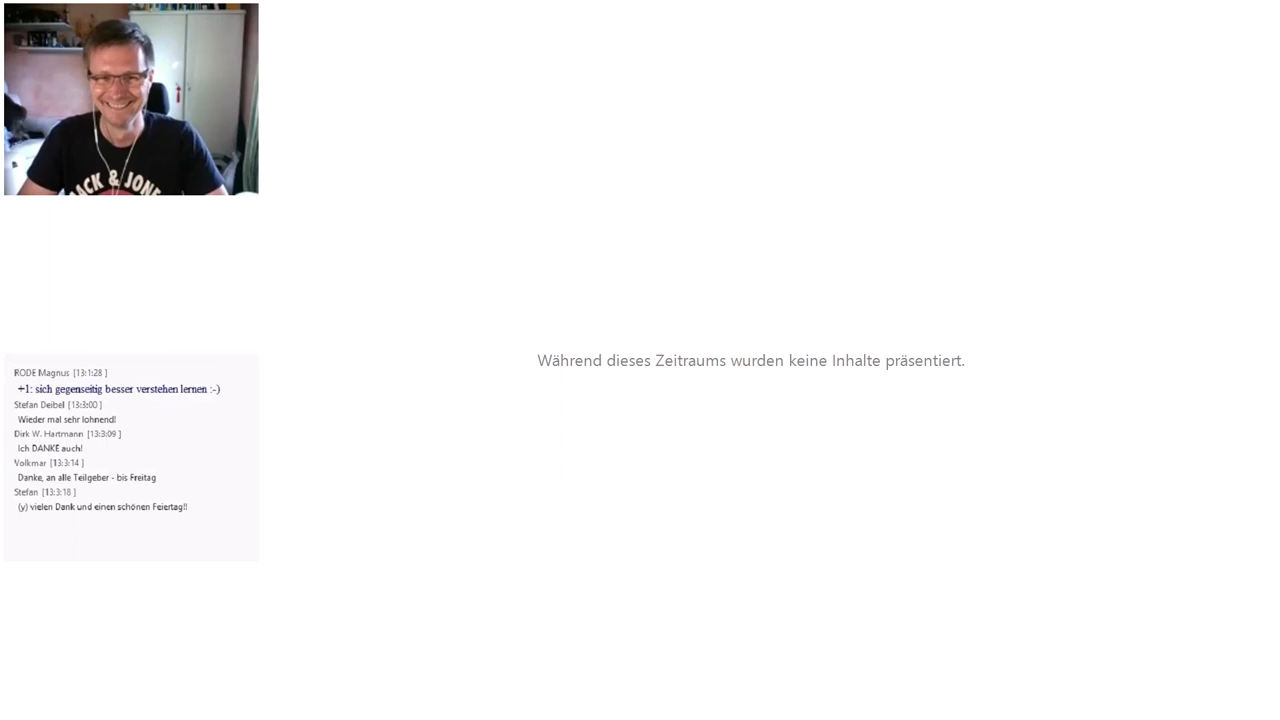 ACK & JONE
RODE Magnus [13:1:28 ]
+1: sich gegenseitig besser verstehen lernen :-)
Stefan Deibel [13:3:00 ]
Wieder mal sehr lohnend!
Dirk W. Hartmann [13:3:09 ]
Ich DANKE auch!
Volkmar [13:3:14 ]
Danke, an alle Teilgeber - bis Freitag
Stefan [13:3:18 ]
(y) vielen Dank und einen schönen Feiertag!!
Während dieses Zeitraums wurden keine Inhalte präsentiert.